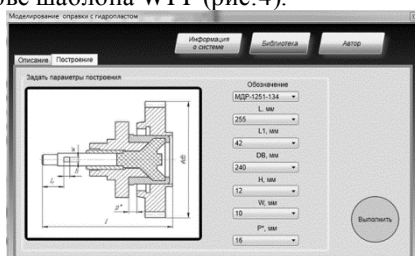 ове шаблона WPF (рис.4).
Моделирование оправки с гидропластом
Информация
о системе
Библиотека
Автор
Описание
Построение
Задать параметры построения
Обозначение
МДР-1251-134
L, мм
255
L1, мм
42
DB, мм
240
H, мм
12
W, мм
10
P*, мм
16
Выполнить